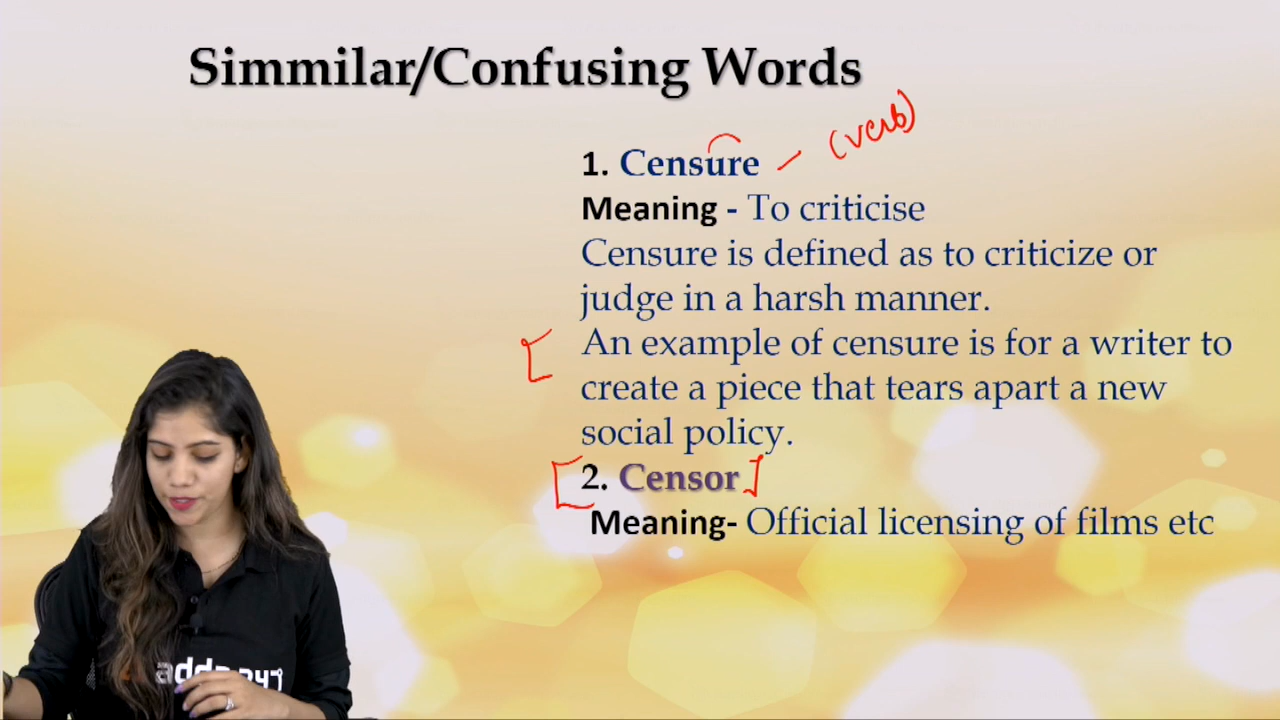 Simmilar/Confusing Words
1. Censure — (verb)
Meaning - To criticise
Censure is defined as to criticize or
judge in a harsh manner.
An example of censure is for a writer to
create a piece that tears apart a new
social policy.
2. Censor
Meaning- Official licensing of films etc